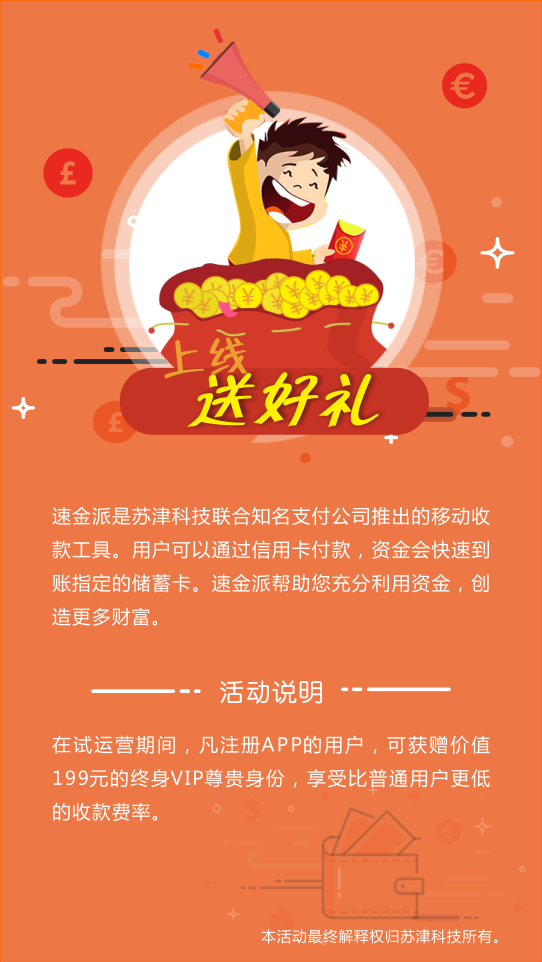 上线
送好礼
速金派是苏津科技联合知名支付公司推出的移动收
款工具。用户可以通过信用卡付款，资金会快速到
账指定的储蓄卡。速金派帮助您充分利用资金，创
造更多财富。
活动说明
在试运营期间，凡注册APP的用户，可获赠价值
199元的终身VIP尊贵身份，享受比普通用户更低
的收款费率。
本活动最终解释权归苏津科技所有。